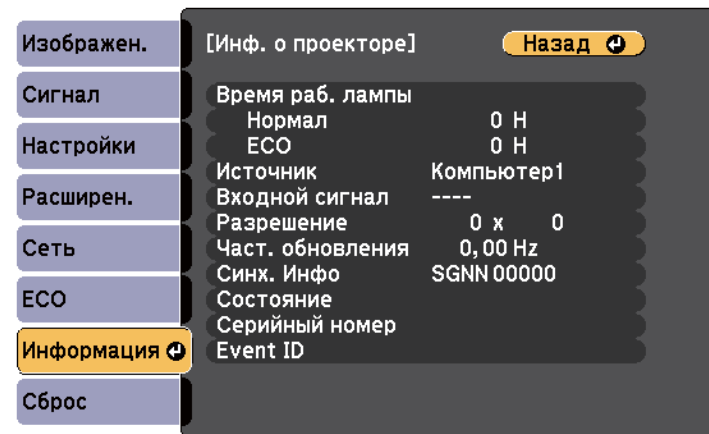 Изображен.
Сигнал
Настройки
Расширен.
Сеть
ECO
Информация
Сброс
[Инф. о проекторе]
Назад
Время раб. лампы
Нормал 0 H
ECO 0 H
Источник Компьютер1
Входной сигнал ----
Разрешение 0 x 0
Част. обновления 0,00 Hz
Синх. Инфо SGNN 00000
Состояние
Серийный номер
Event ID